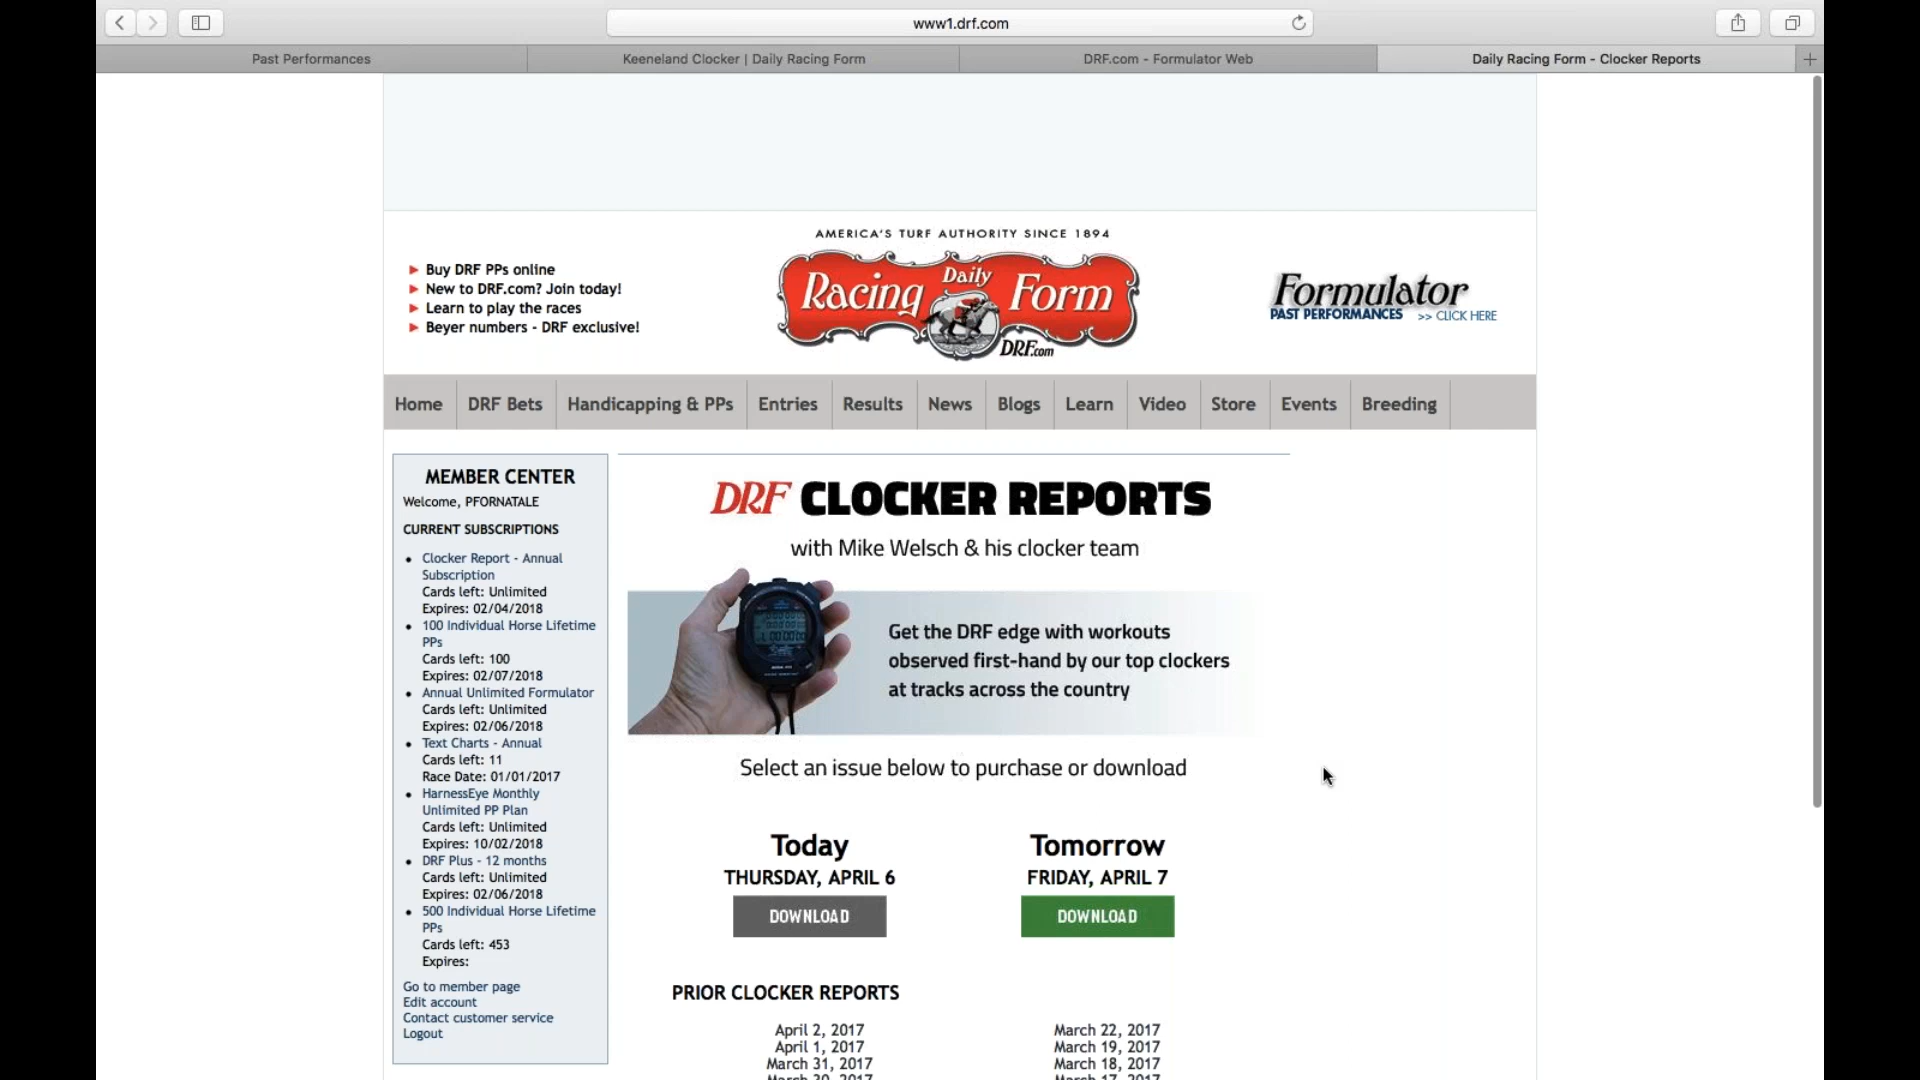 www1.drf.com
Past Performances
Keeneland Clocker | Daily Racing Form
DRF.com - Formulator Web
Daily Racing Form - Clocker Reports
AMERICA'S TURF AUTHORITY SINCE 1894
Buy DRF PPs online
New to DRF.com? Join today!
Learn to play the races
Beyer numbers - DRF exclusive!
Daily
Racing Form
DRF.com
Formulator
PAST PERFORMANCES >> CLICK HERE
Home
DRF Bets
Handicapping & PPs
Entries
Results
News
Blogs
Learn
Video
Store
Events
Breeding
MEMBER CENTER
Welcome, PFORNATALE
CURRENT SUBSCRIPTIONS
Clocker Report - Annual
Subscription
Cards left: Unlimited
Expires: 02/04/2018
100 Individual Horse Lifetime
PPs
Cards left: 100
Expires: 02/07/2018
Annual Unlimited Formulator
Cards left: Unlimited
Expires: 02/06/2018
Text Charts - Annual
Cards left: 11
Race Date: 01/01/2017
HarnessEye Monthly
Unlimited PP Plan
Cards left: Unlimited
Expires: 10/02/2018
DRF Plus - 12 months
Cards left: Unlimited
Expires: 02/06/2018
500 Individual Horse Lifetime
PPs
Cards left: 453
Expires:
Go to member page
Edit account
Contact customer service
Logout
DRF CLOCKER REPORTS
with Mike Welsch & his clocker team
Get the DRF edge with workouts
observed first-hand by our top clockers
at tracks across the country
Select an issue below to purchase or download
Today
THURSDAY, APRIL 6
DOWNLOAD
Tomorrow
FRIDAY, APRIL 7
DOWNLOAD
PRIOR CLOCKER REPORTS
April 2, 2017
April 1, 2017
March 31, 2017
March 30, 2017
March 22, 2017
March 19, 2017
March 18, 2017
March 17, 2017